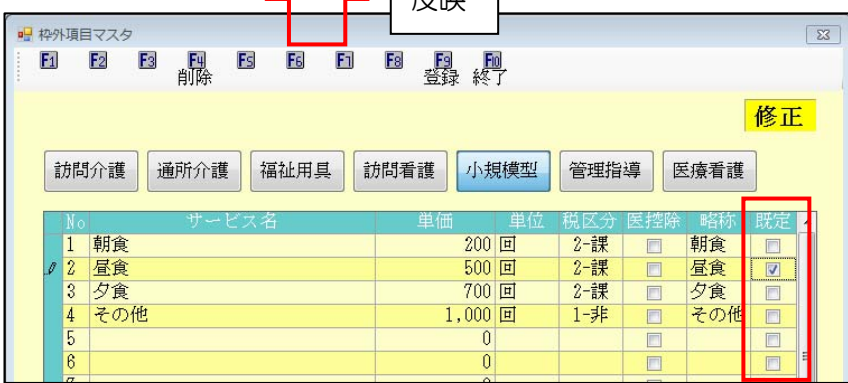 反映
枠外項目マスタ
F1 F2 F3 F4 F5 F6 F7 F8 F9 F10
削除 登録 終了
修正
訪問介護 通所介護 福祉用具 訪問看護 小規模型 管理指導 医療看護
No サービス名 単価 単位 税区分 医控除 略称 既定
1 朝食 200 回 2-課 朝食
2 昼食 500 回 2-課 昼食
3 夕食 700 回 2-課 夕食
4 その他 1,000 回 1-非 その他
5 0
6 0